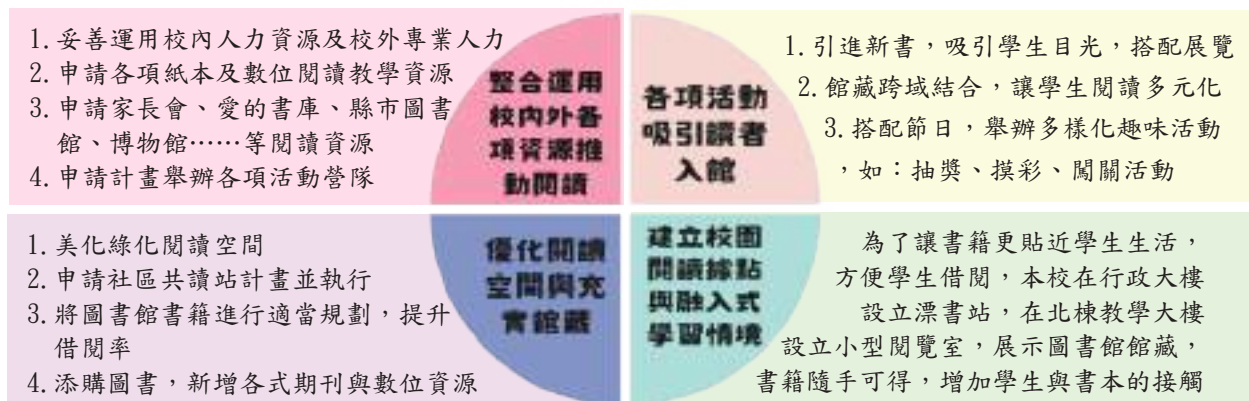 1.妥善運用校內人力資源及校外專業人力
2.申請各項紙本及數位閱讀教學資源
3.申請家長會、愛的書庫、縣市圖書
館、博物館……等閱讀資源
4.申請計畫舉辦各項活動營隊
整合運用
校內外各
項資源推
動閱讀
各項活動
吸引讀者
入館
1.引進新書，吸引學生目光，搭配展覽
2.館藏跨域結合，讓學生閱讀多元化
3.搭配節日，舉辦多樣化趣味活動
，如：抽獎、摸彩、闖關活動
1.美化綠化閱讀空間
2.申請社區共讀站計畫並執行
3.將圖書館書籍進行適當規劃，提升
借閱率
4.添購圖書，新增各式期刊與數位資源
優化閱讀
空間與充
實館藏
建立校園
閱讀據點
與融入式
學習情境
為了讓書籍更貼近學生生活，
方便學生借閱，本校在行政大樓
設立漂書站，在北棟教學大樓
設立小型閱覽室，展示圖書館館藏，
書籍隨手可得，增加學生與書本的接觸